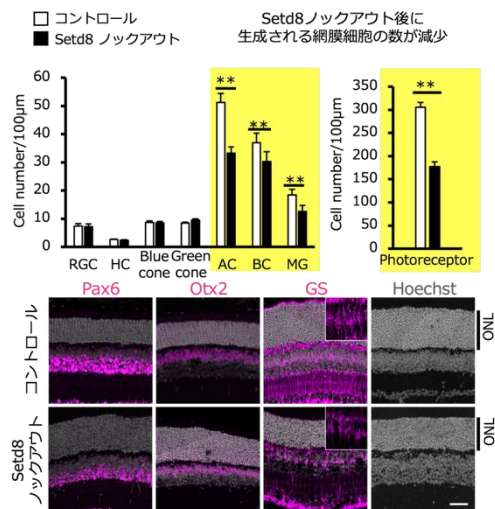 コントロール
Setd8 ノックアウト
Setd8ノックアウト後に
生成される網膜細胞の数が減少
Cell number/100μm
60
50
40
30
20
10
0
**
**
**
RGC
HC
Blue cone
Green cone
AC
BC
MG
Cell number/100μm
350
300
250
200
150
100
50
0
**
Photoreceptor
Pax6
Otx2
GS
Hoechst
コントロール
ONL
Setd8
ノックアウト
ONL